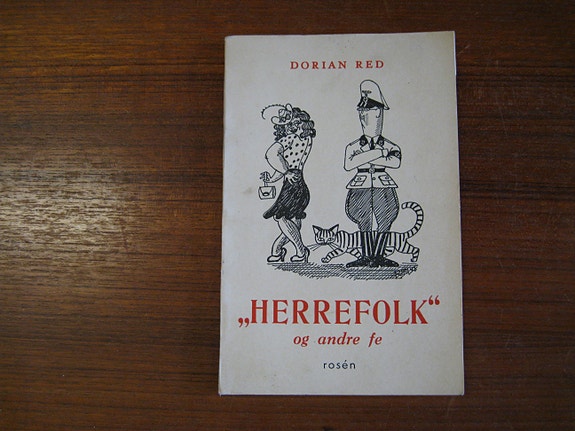 DORIAN RED
„HERREFOLK“
og andre fe
rosén